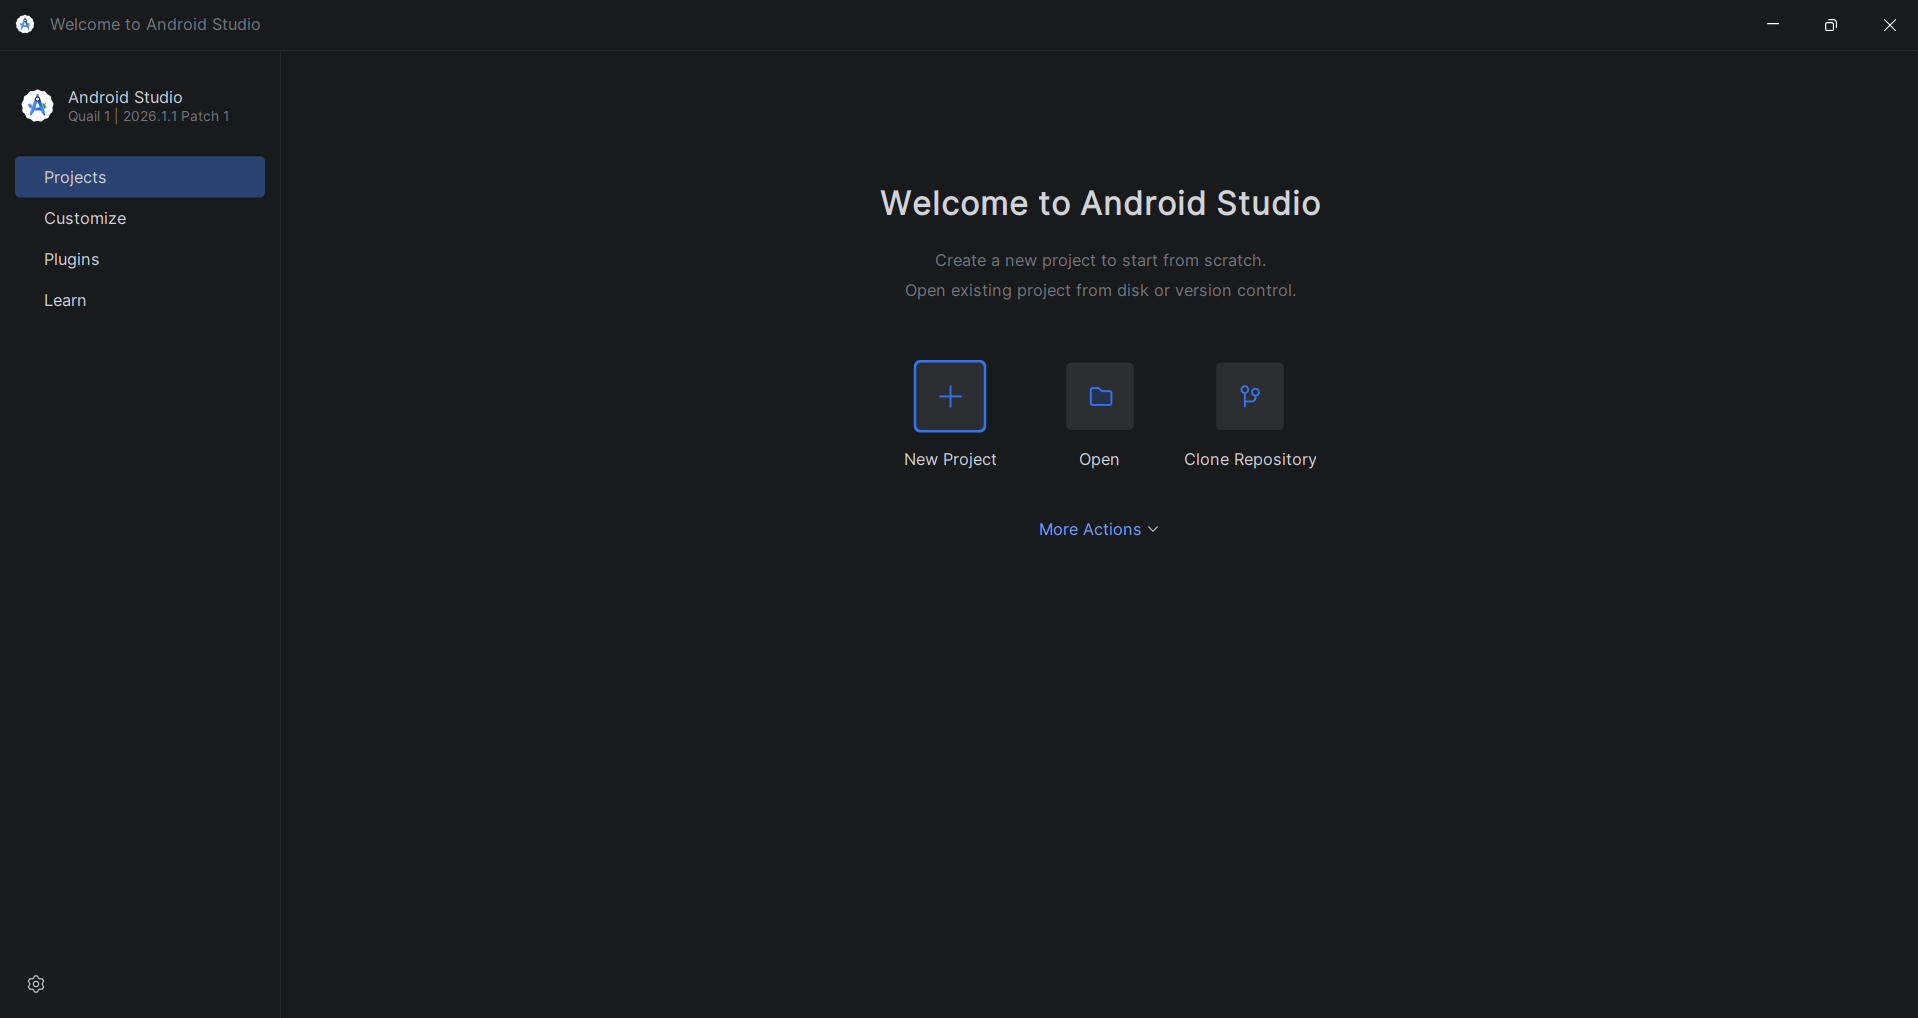 Welcome to Android Studio
Android Studio
Quail 1 | 2026.1.1 Patch 1
Projects
Customize
Plugins
Learn
Welcome to Android Studio
Create a new project to start from scratch.
Open existing project from disk or version control.
New Project
Open
Clone Repository
More Actions